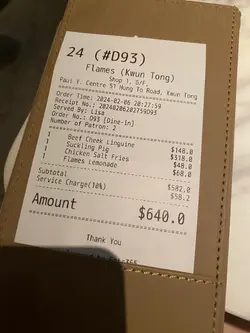 24 (#D93)
Flames (Kwun Tong)
Shop 1, G/F,
Paul Y. Centre 51 Hung To Road, Kwun Tong
Order Time: 2024-02-06 20:27:59
Receipt No.: 20240206202759D93
Served By: Lisa
Order No.: D93 [Dine-in]
Number of Patron: 2
1 Beef Cheek Linguine $148.0
1 Suckling Pig $318.0
1 Chicken Salt Fries $48.0
1 Flames Lemonade $68.0
Subtotal $582.0
Service Charge(10%) $58.2
Amount $640.0
Thank You